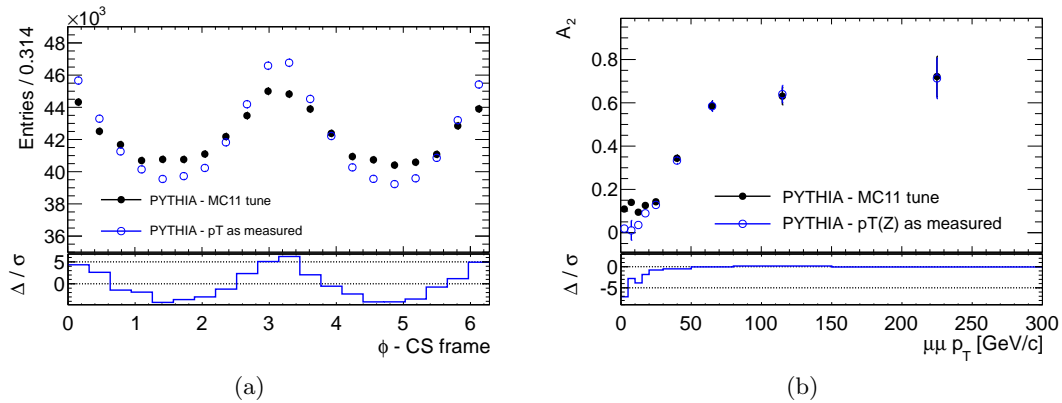 ×10³
Entries / 0.314
48
46
44
42
40
38
36
PYTHIA - MC11 tune
PYTHIA - pT as measured
Δ / σ
5
0
0 1 2 3 4 5 6
ϕ - CS frame
(a)
A₂
0.8
0.6
0.4
0.2
0
PYTHIA - MC11 tune
PYTHIA - pT(Z) as measured
Δ / σ
0
-5
0 50 100 150 200 250 300
μμ p_T [GeV/c]
(b)